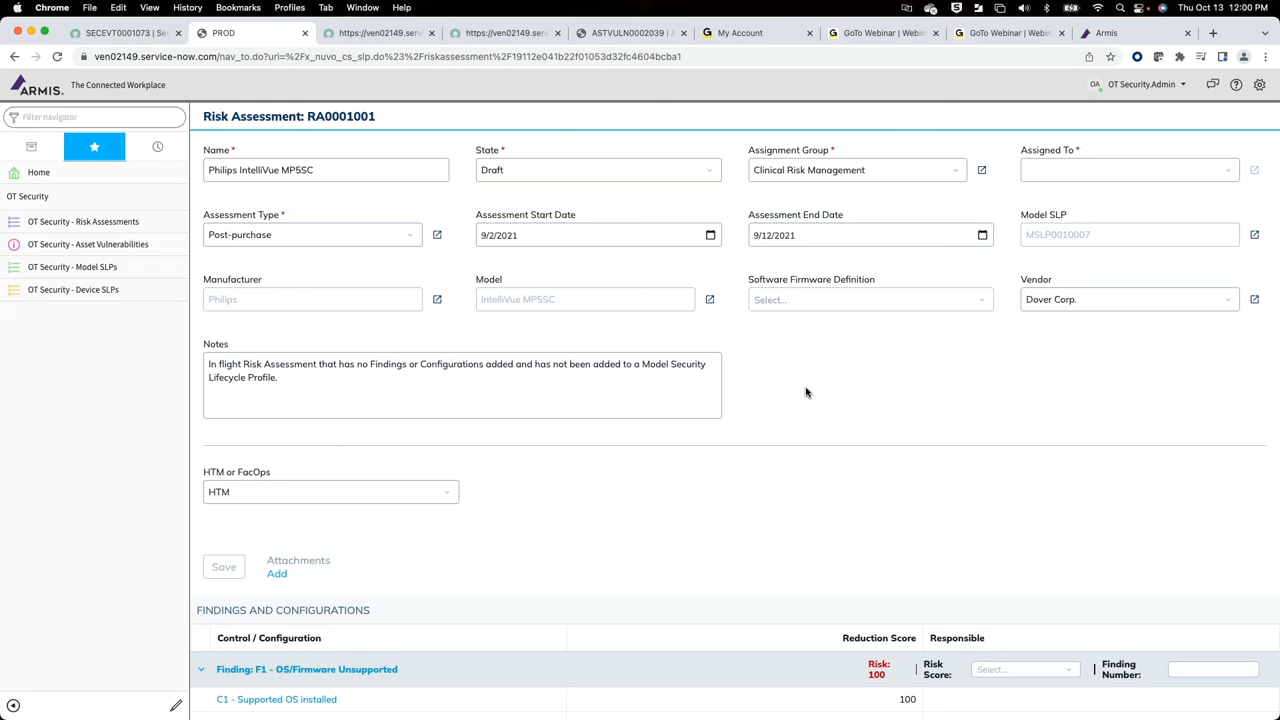 Chrome File Edit View History Bookmarks Profiles Tab Window Help
Thu Oct 13 12:00 PM
SECEVT0001073 | Sec
PROD
https://ven02149.servic
https://ven02149.servic
ASTVULN0002039 | A
My Account
GoTo Webinar | Webin
GoTo Webinar | Webin
Armis
ven02149.service-now.com/nav_to.do?uri=%2Fx_nuvo_cs_slp.do%23%2Friskassessment%2F19112e041b22f01053d32fc4604bcba1
ARMIS. The Connected Workplace
OA OT Security.Admin
Filter navigator
Home
OT Security
OT Security - Risk Assessments
OT Security - Asset Vulnerabilities
OT Security - Model SLPs
OT Security - Device SLPs
Risk Assessment: RA0001001
Name * State * Assignment Group * Assigned To *
Philips IntelliVue MP5SC Draft Clinical Risk Management
Assessment Type * Assessment Start Date Assessment End Date Model SLP
Post-purchase 9/2/2021 9/12/2021 MSLP0010007
Manufacturer Model Software Firmware Definition Vendor
Philips IntelliVue MP5SC Select... Dover Corp.
Notes
In flight Risk Assessment that has no Findings or Configurations added and has not been added to a Model Security
Lifecycle Profile.
HTM or FacOps
HTM
Save
Attachments
Add
FINDINGS AND CONFIGURATIONS
Control / Configuration Reduction Score Responsible
Finding: F1 - OS/Firmware Unsupported Risk: 100 | Risk Score: Select... | Finding Number:
C1 - Supported OS installed 100